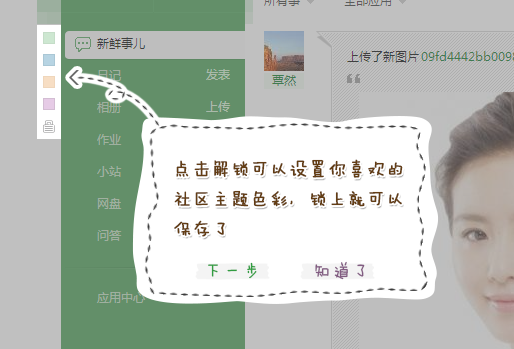 所有事
全部应用
新鲜事儿
上传了新图片 09fd4442bb0098
覃然
日记 发表
相册 上传
作业
小站
网盘
问答
应用中心
点击解锁可以设置你喜欢的
社区主题色彩，锁上就可以
保存了
下一步 知道了